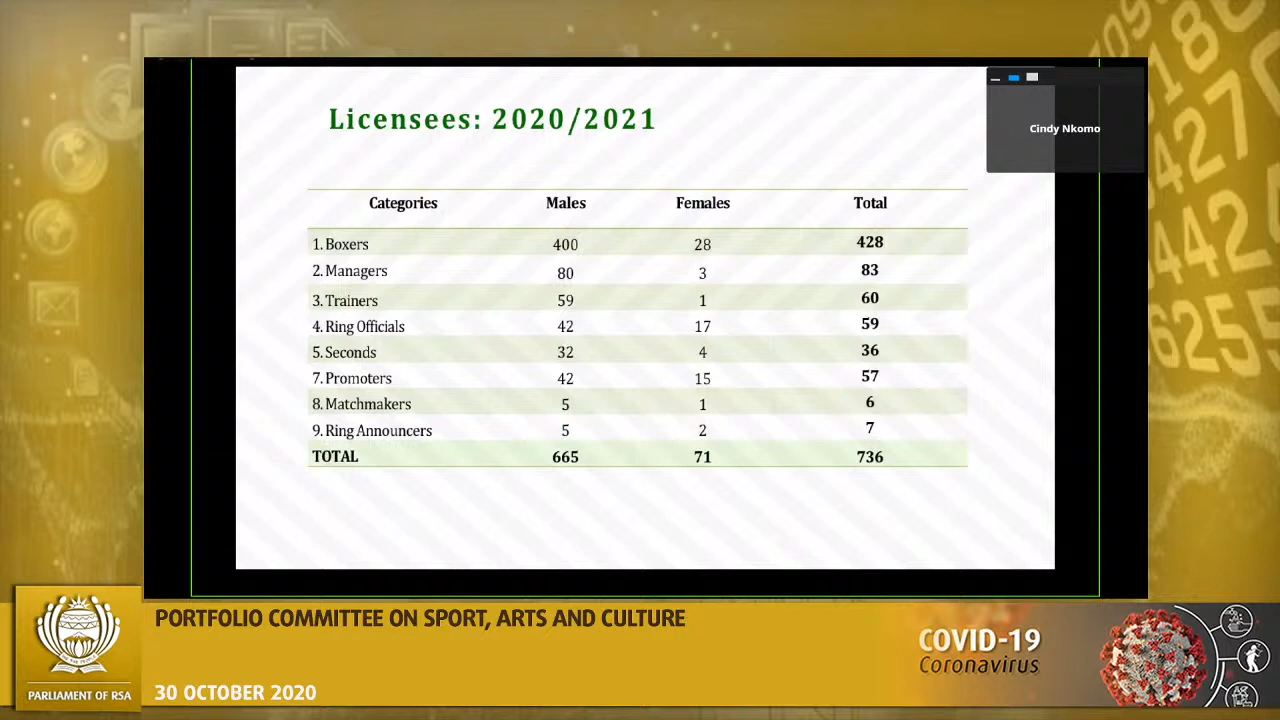 Licensees: 2020/2021
Cindy Nkomo
Categories Males Females Total
1. Boxers 400 28 428
2. Managers 80 3 83
3. Trainers 59 1 60
4. Ring Officials 42 17 59
5. Seconds 32 4 36
7. Promoters 42 15 57
8. Matchmakers 5 1 6
9. Ring Announcers 5 2 7
TOTAL 665 71 736
PORTFOLIO COMMITTEE ON SPORT, ARTS AND CULTURE
COVID-19
Coronavirus
PARLIAMENT OF RSA
30 OCTOBER 2020